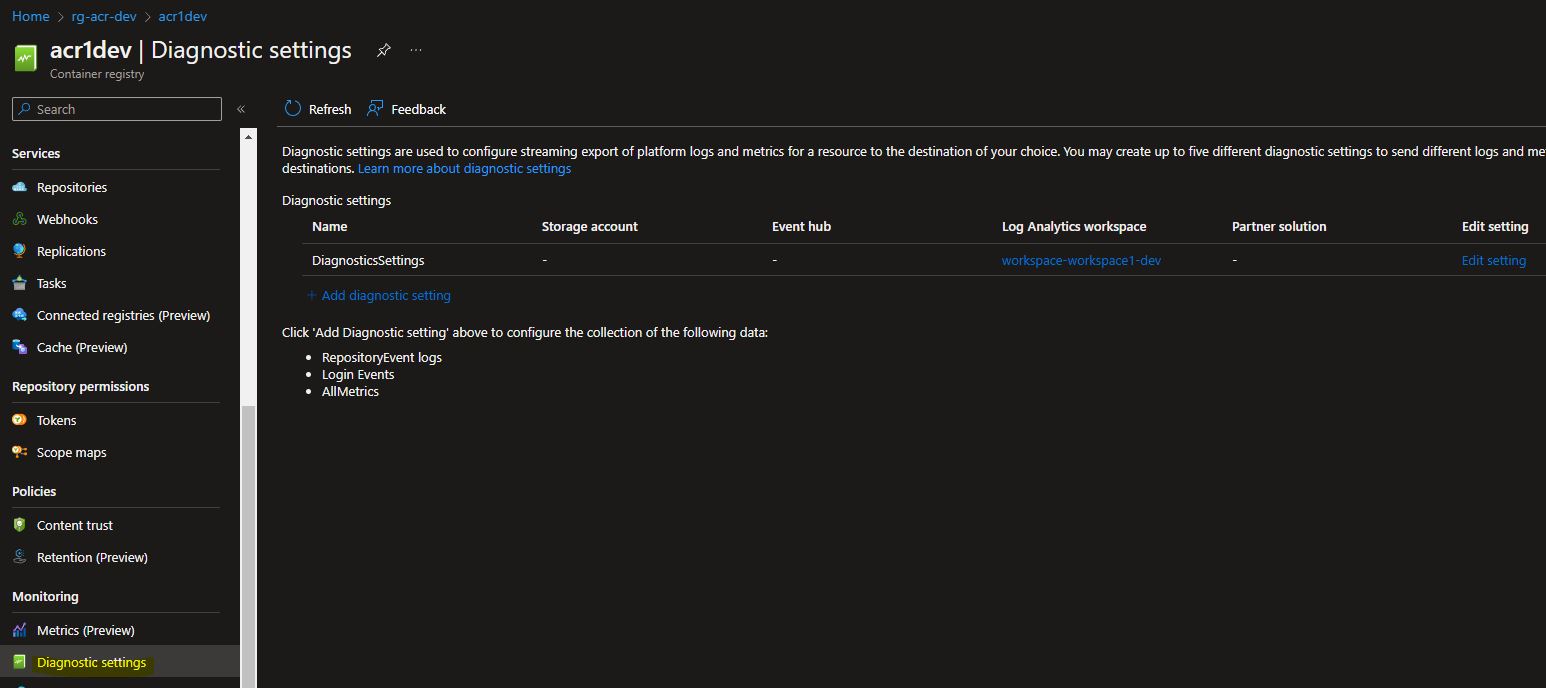 Home > rg-acr-dev > acr1dev
acr1dev | Diagnostic settings ...
Container registry
Search «
Refresh Feedback
Services
Repositories
Webhooks
Replications
Tasks
Connected registries (Preview)
Cache (Preview)
Repository permissions
Tokens
Scope maps
Policies
Content trust
Retention (Preview)
Monitoring
Metrics (Preview)
Diagnostic settings
Diagnostic settings are used to configure streaming export of platform logs and metrics for a resource to the destination of your choice. You may create up to five different diagnostic settings to send different logs and me
destinations. Learn more about diagnostic settings
Diagnostic settings
Name Storage account Event hub Log Analytics workspace Partner solution Edit setting
DiagnosticsSettings - - workspace-workspace1-dev - Edit setting
+ Add diagnostic setting
Click 'Add Diagnostic setting' above to configure the collection of the following data:
• RepositoryEvent logs
• Login Events
• AllMetrics